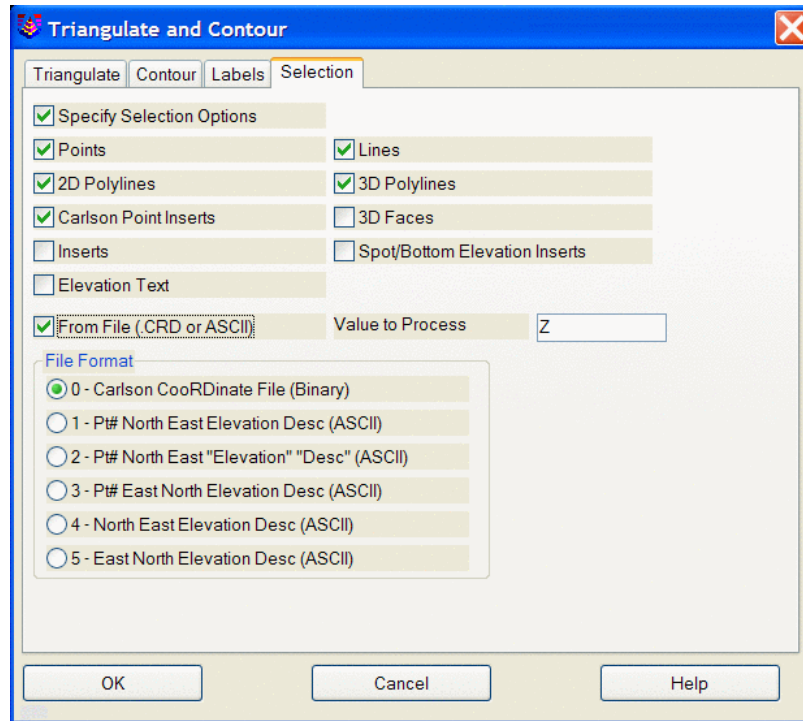 Triangulate and Contour
Triangulate Contour Labels Selection
Specify Selection Options
Points Lines
2D Polylines 3D Polylines
Carlson Point Inserts 3D Faces
Inserts Spot/Bottom Elevation Inserts
Elevation Text
From File (.CRD or ASCII) Value to Process Z
File Format
0 - Carlson CooRDinate File (Binary)
1 - Pt# North East Elevation Desc (ASCII)
2 - Pt# North East "Elevation" "Desc" (ASCII)
3 - Pt# East North Elevation Desc (ASCII)
4 - North East Elevation Desc (ASCII)
5 - East North Elevation Desc (ASCII)
OK Cancel Help